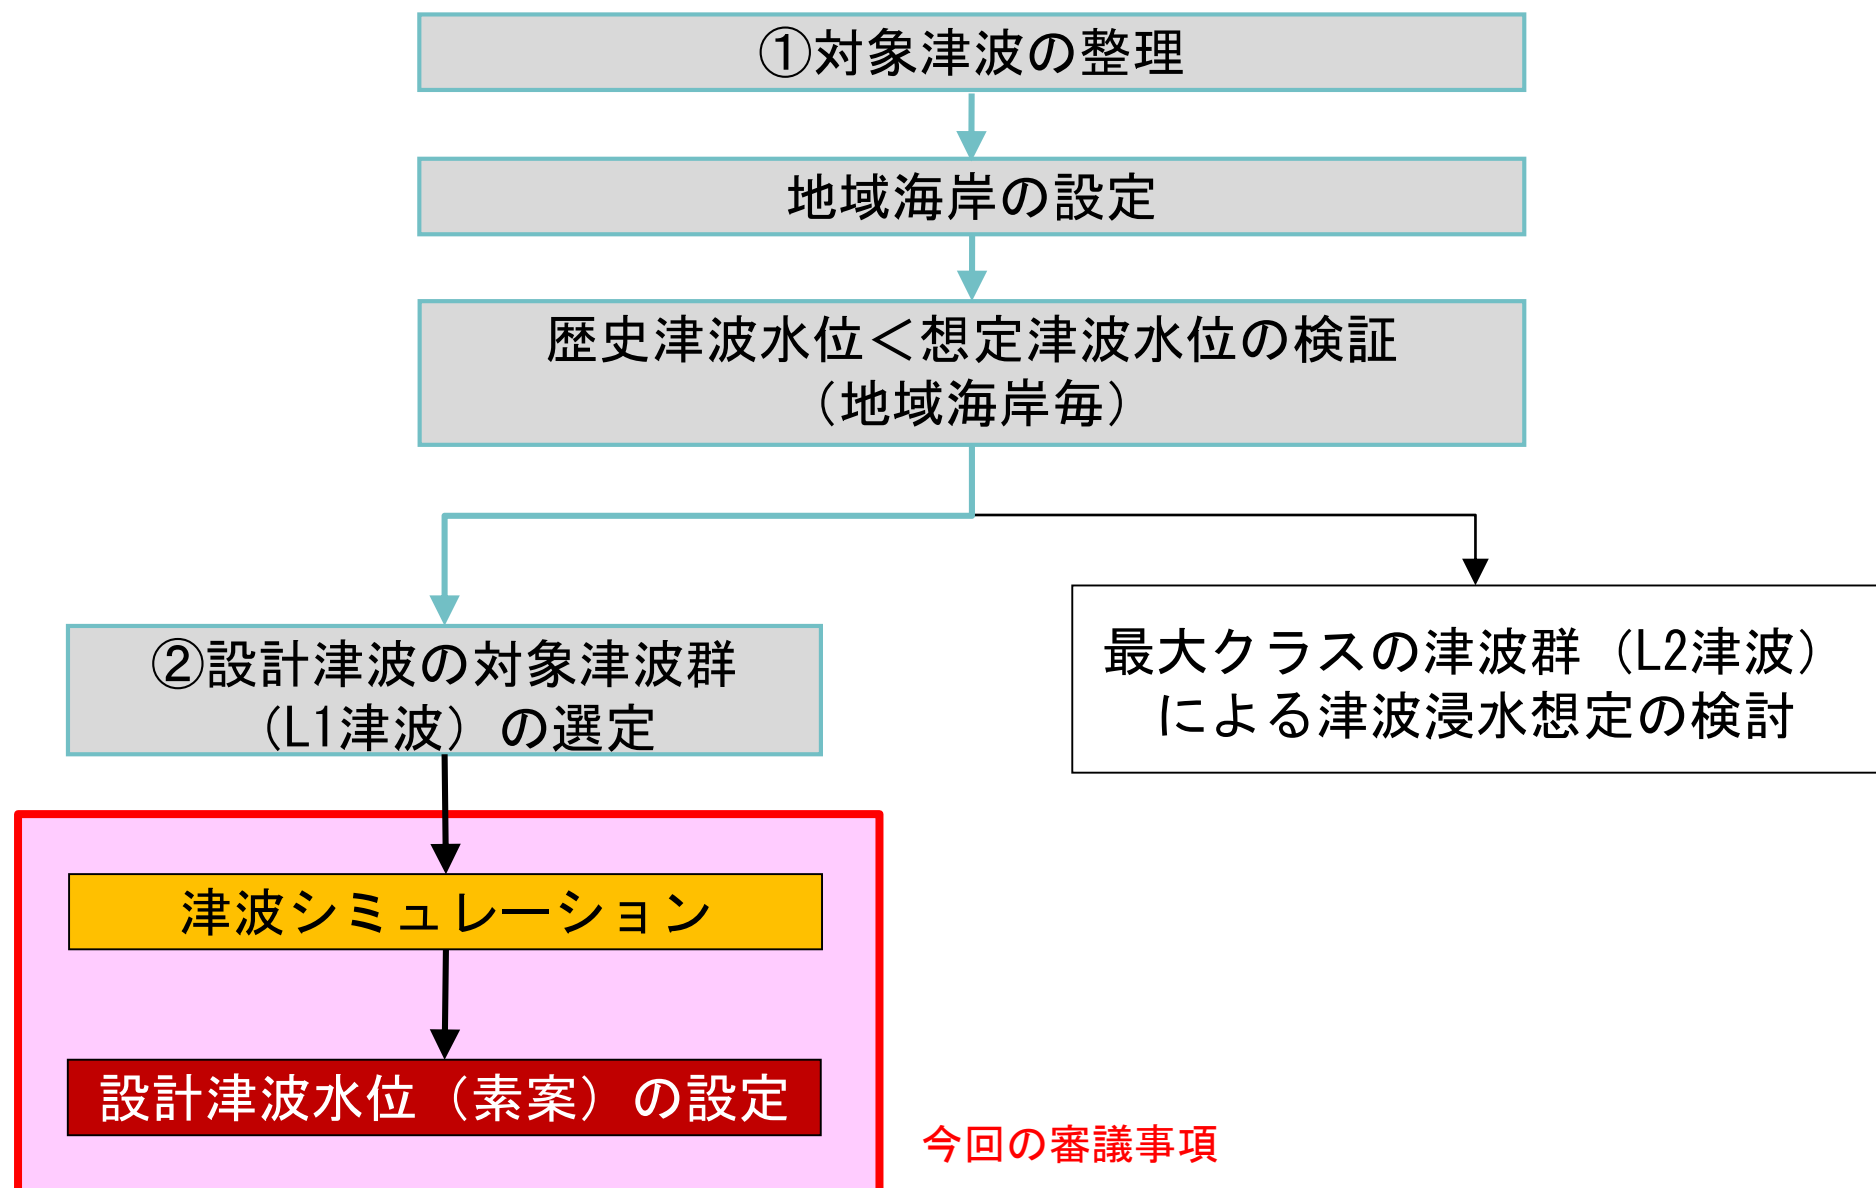 ①対象津波の整理
地域海岸の設定
歴史津波水位＜想定津波水位の検証
（地域海岸毎）
②設計津波の対象津波群
（L1津波）の選定
最大クラスの津波群（L2津波）
による津波浸水想定の検討
津波シミュレーション
設計津波水位（素案）の設定
今回の審議事項